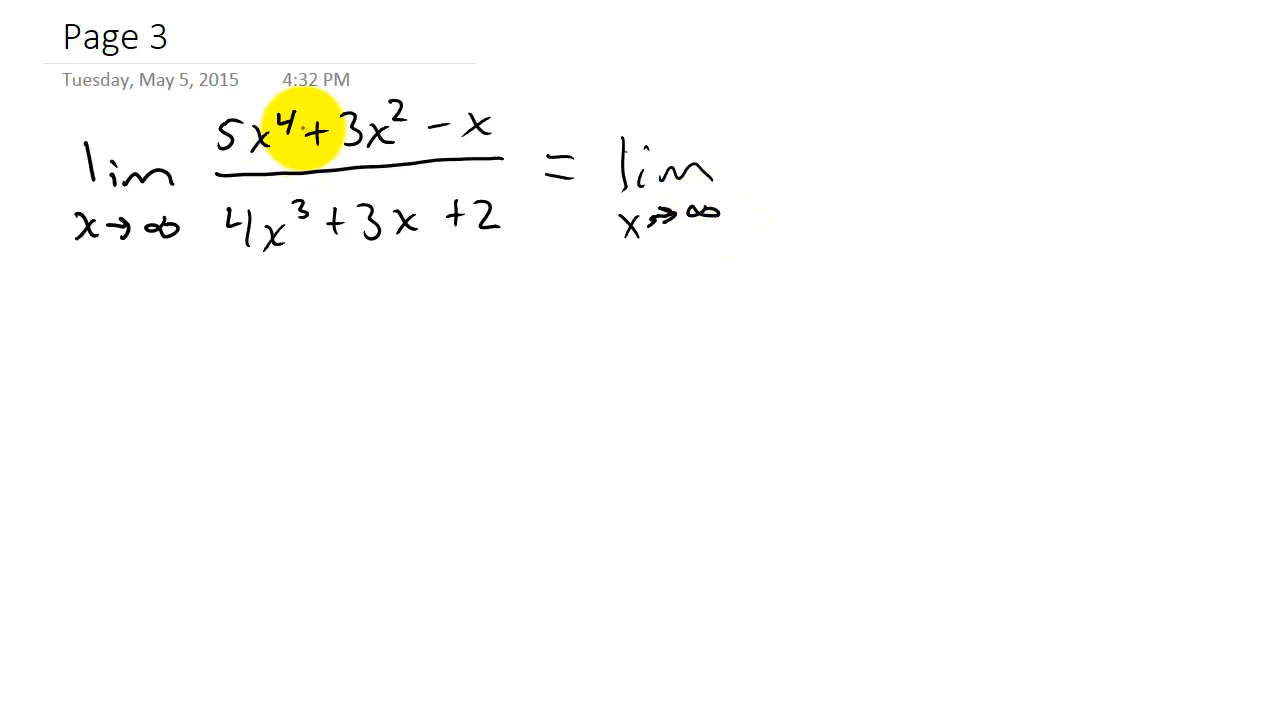 Page 3
Tuesday, May 5, 2015 4:32 PM
lim x→∞ (5x⁴ + 3x² − x) / (4x³ + 3x + 2) = lim x→∞